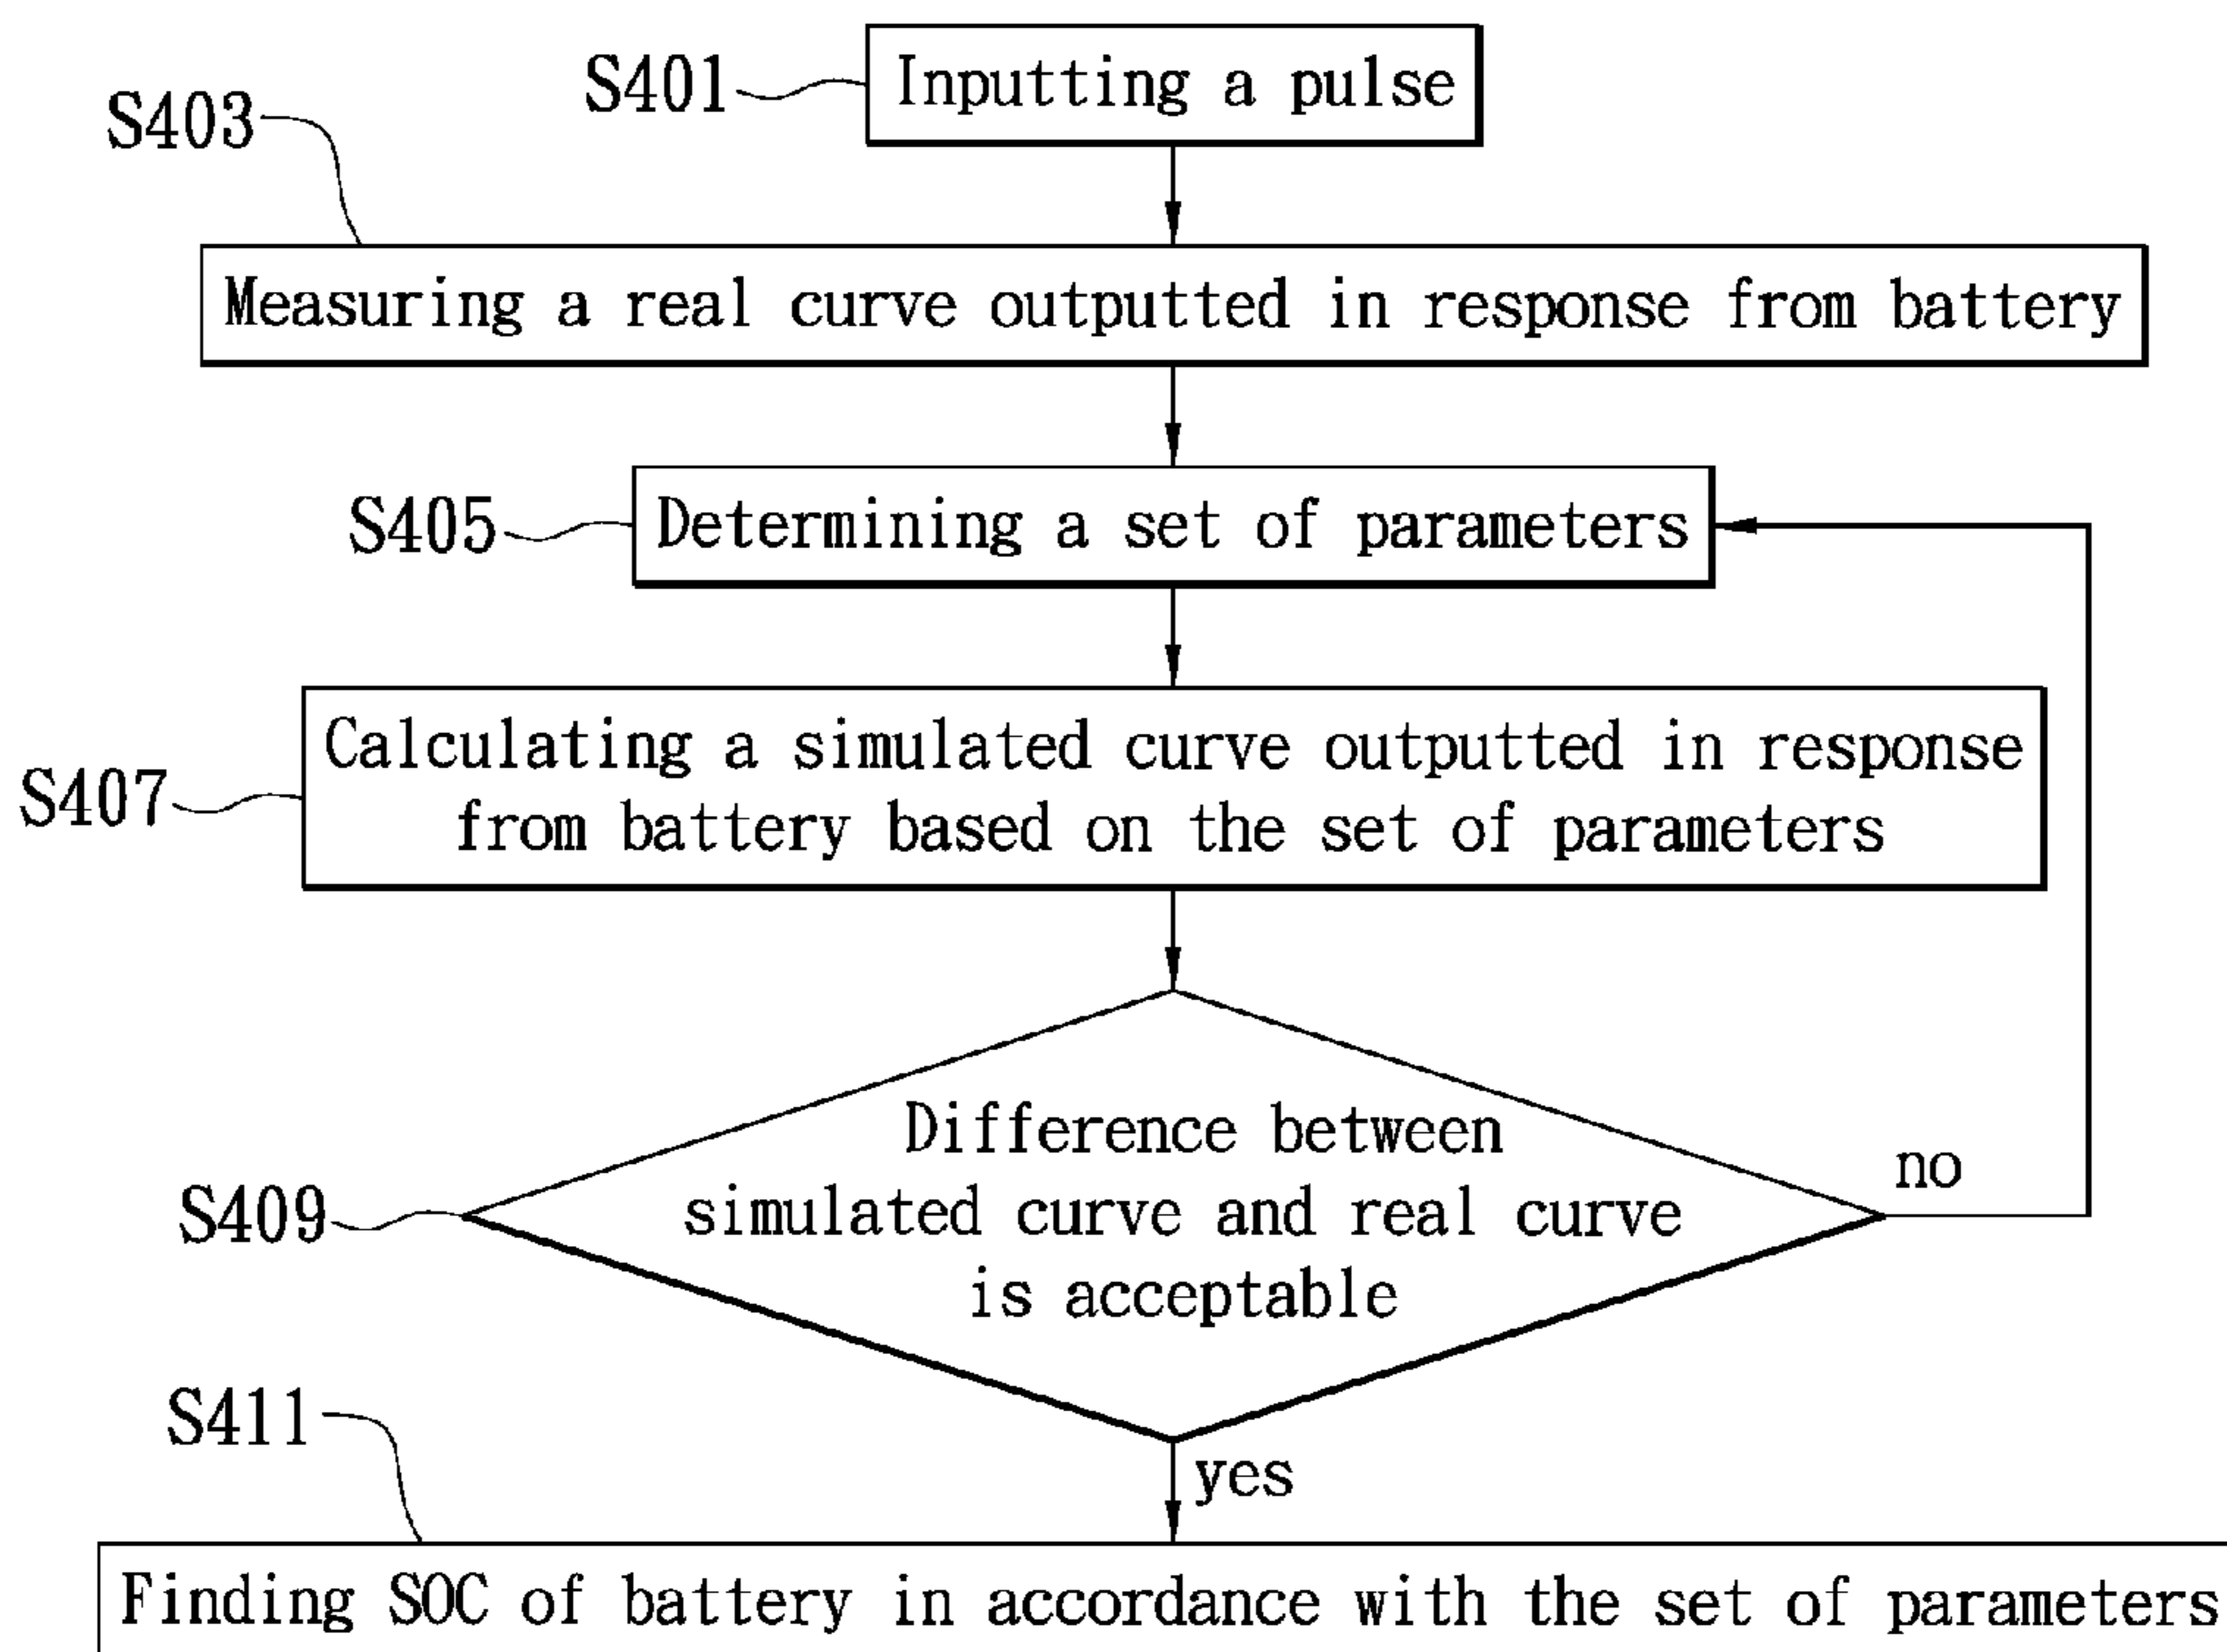 S401
Inputting a pulse
S403
Measuring a real curve outputted in response from battery
S405
Determining a set of parameters
S407
Calculating a simulated curve outputted in response
from battery based on the set of parameters
S409
Difference between
simulated curve and real curve
is acceptable
no
yes
S411
Finding SOC of battery in accordance with the set of parameters